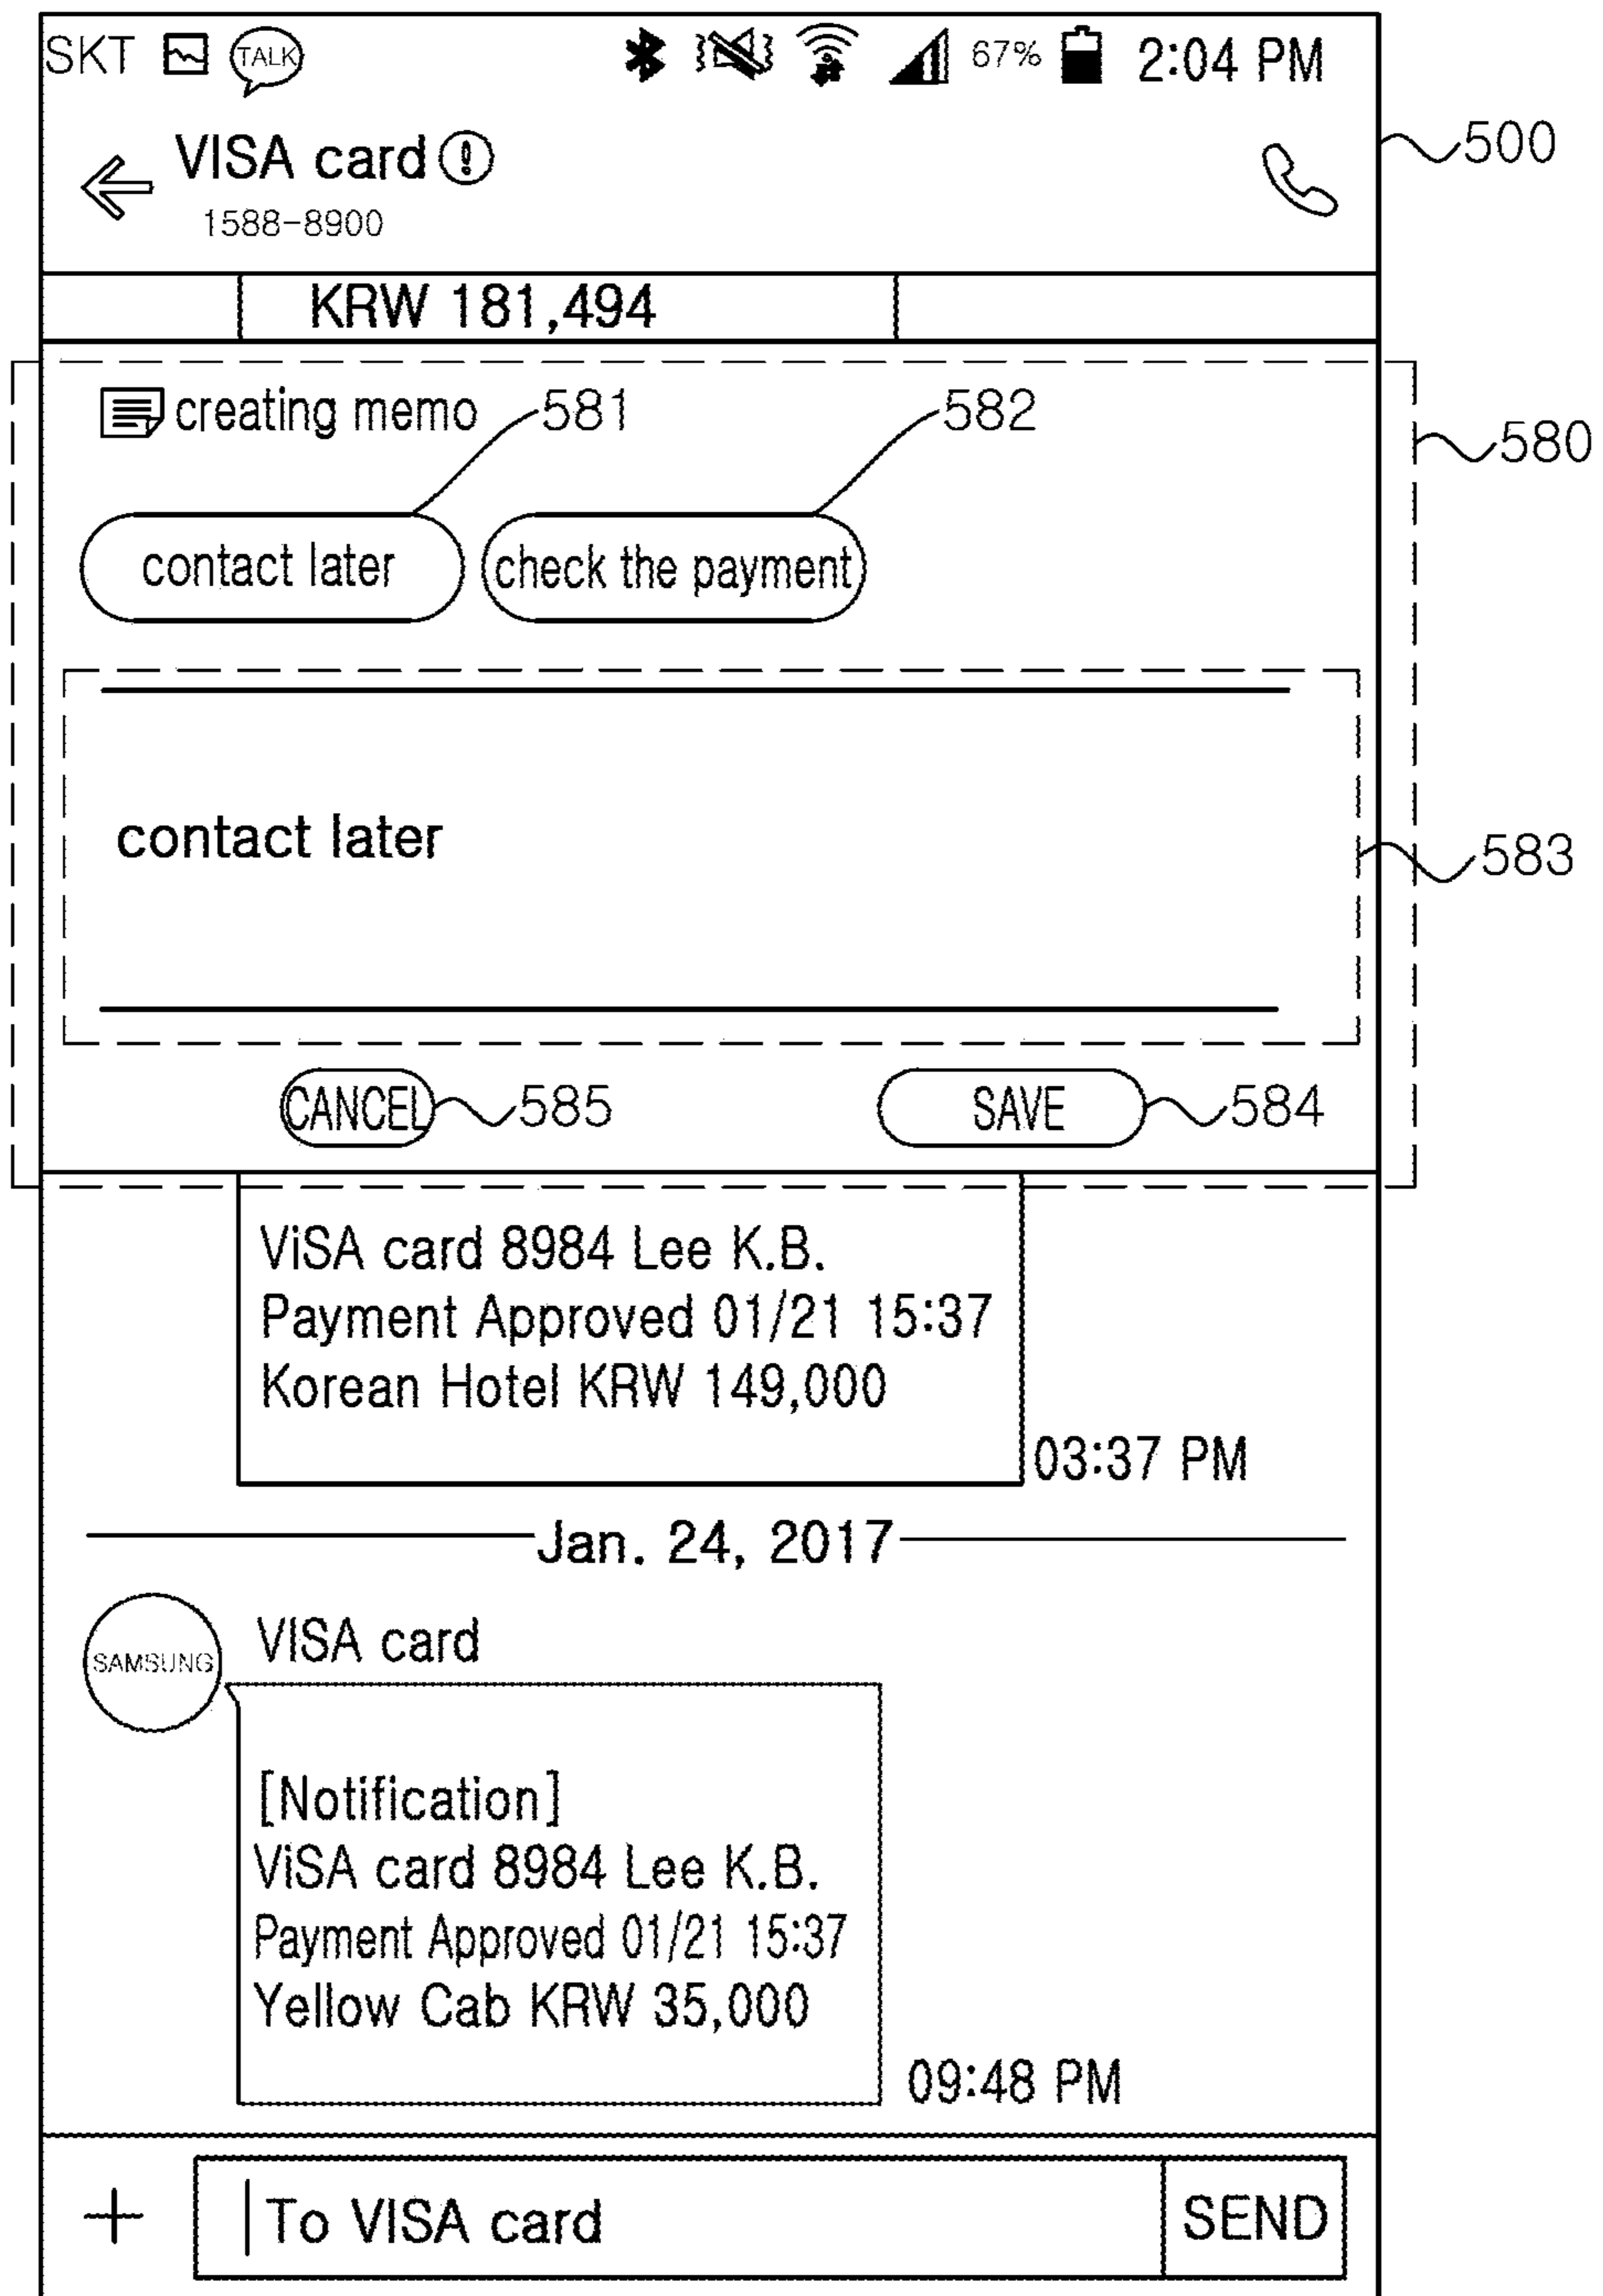 SKT TALK 67% 2:04 PM
VISA card
1588-8900
500
KRW 181,494
creating memo 581 582
580
contact later check the payment
contact later
583
CANCEL 585 SAVE 584
ViSA card 8984 Lee K.B.
Payment Approved 01/21 15:37
Korean Hotel KRW 149,000
03:37 PM
Jan. 24, 2017
SAMSUNG VISA card
[Notification]
ViSA card 8984 Lee K.B.
Payment Approved 01/21 15:37
Yellow Cab KRW 35,000
09:48 PM
+ To VISA card SEND